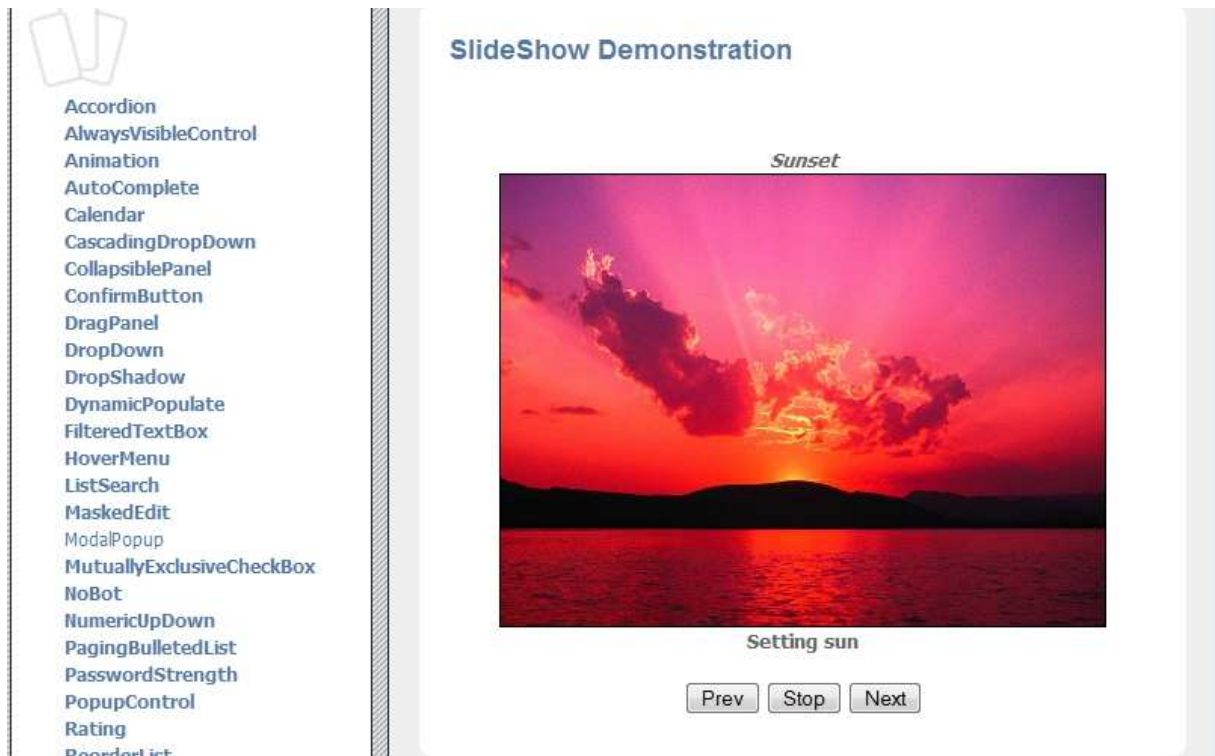 Accordion
AlwaysVisibleControl
Animation
AutoComplete
Calendar
CascadingDropDown
CollapsiblePanel
ConfirmButton
DragPanel
DropDown
DropShadow
DynamicPopulate
FilteredTextBox
HoverMenu
ListSearch
MaskedEdit
ModalPopup
MutuallyExclusiveCheckBox
NoBot
NumericUpDown
PagingBulletedList
PasswordStrength
PopupControl
Rating
ReorderList
SlideShow Demonstration
Sunset
Setting sun
Prev Stop Next